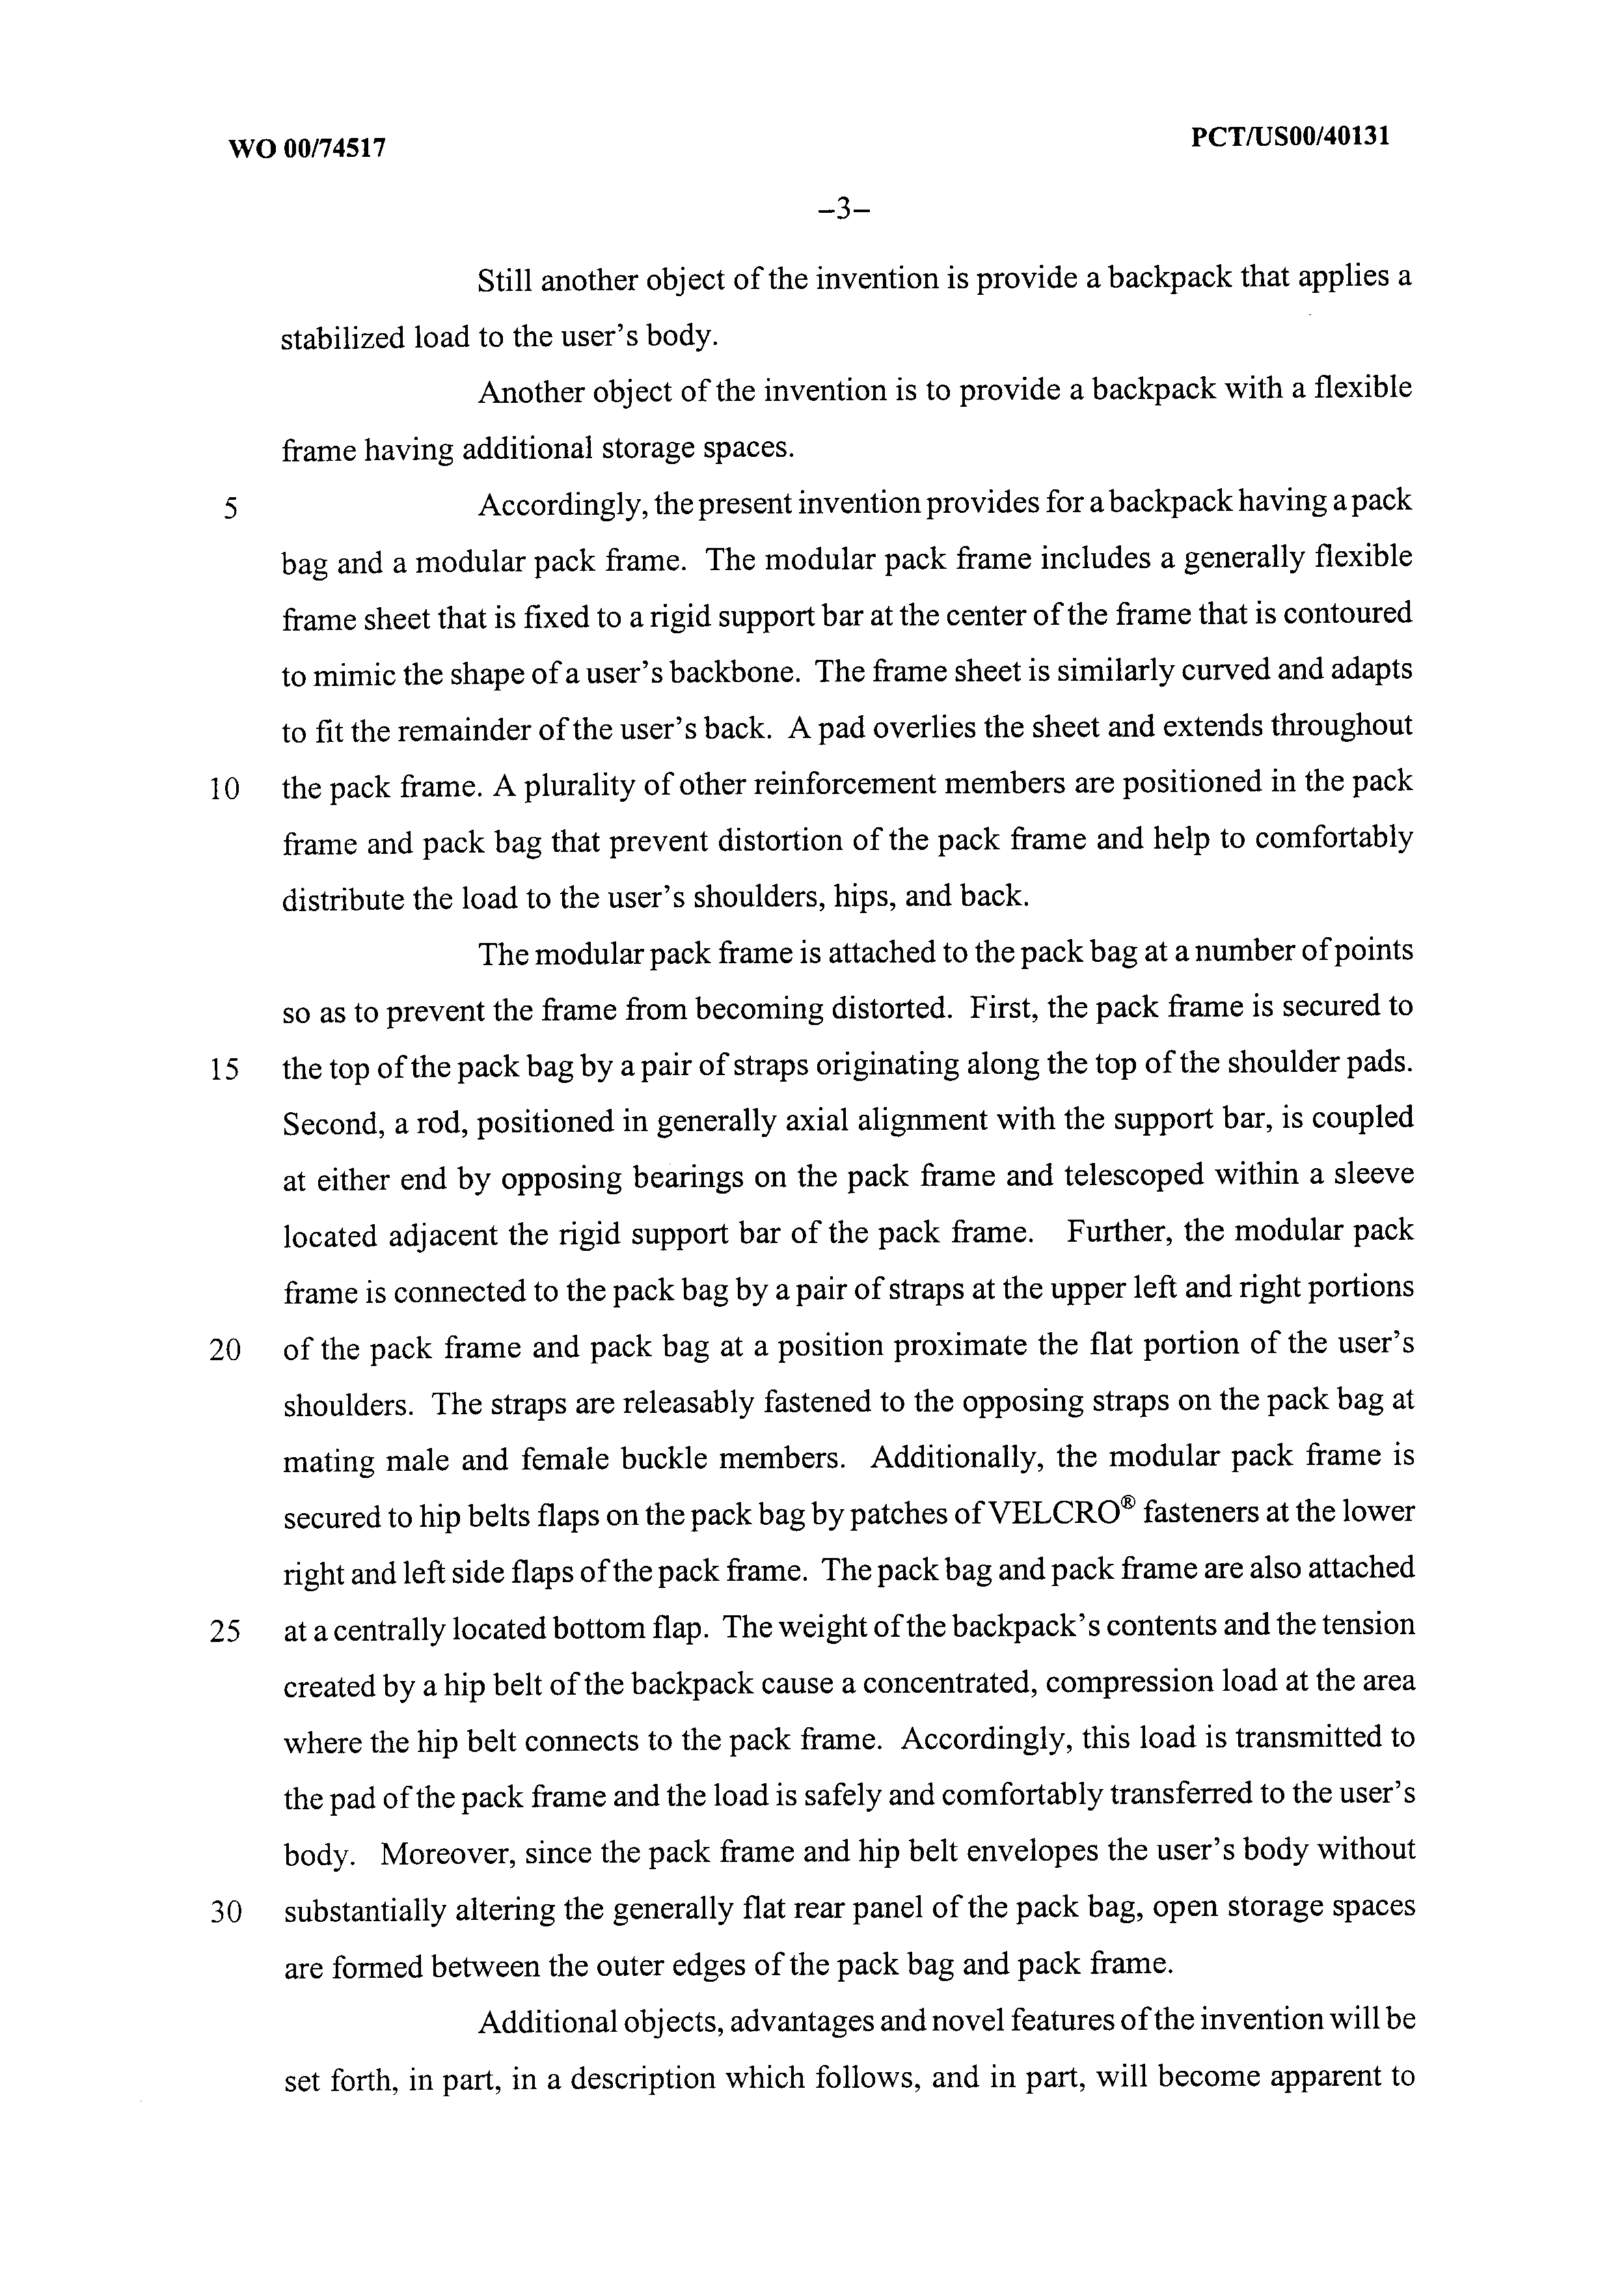 WO 00/74517
PCT/US00/40131
–3–
Still another object of the invention is provide a backpack that applies a
stabilized load to the user's body.
Another object of the invention is to provide a backpack with a flexible
frame having additional storage spaces.
5 Accordingly, the present invention provides for a backpack having a pack
bag and a modular pack frame. The modular pack frame includes a generally flexible
frame sheet that is fixed to a rigid support bar at the center of the frame that is contoured
to mimic the shape of a user's backbone. The frame sheet is similarly curved and adapts
to fit the remainder of the user's back. A pad overlies the sheet and extends throughout
10 the pack frame. A plurality of other reinforcement members are positioned in the pack
frame and pack bag that prevent distortion of the pack frame and help to comfortably
distribute the load to the user's shoulders, hips, and back.
The modular pack frame is attached to the pack bag at a number of points
so as to prevent the frame from becoming distorted. First, the pack frame is secured to
15 the top of the pack bag by a pair of straps originating along the top of the shoulder pads.
Second, a rod, positioned in generally axial alignment with the support bar, is coupled
at either end by opposing bearings on the pack frame and telescoped within a sleeve
located adjacent the rigid support bar of the pack frame. Further, the modular pack
frame is connected to the pack bag by a pair of straps at the upper left and right portions
20 of the pack frame and pack bag at a position proximate the flat portion of the user's
shoulders. The straps are releasably fastened to the opposing straps on the pack bag at
mating male and female buckle members. Additionally, the modular pack frame is
secured to hip belts flaps on the pack bag by patches of VELCRO® fasteners at the lower
right and left side flaps of the pack frame. The pack bag and pack frame are also attached
25 at a centrally located bottom flap. The weight of the backpack's contents and the tension
created by a hip belt of the backpack cause a concentrated, compression load at the area
where the hip belt connects to the pack frame. Accordingly, this load is transmitted to
the pad of the pack frame and the load is safely and comfortably transferred to the user's
body. Moreover, since the pack frame and hip belt envelopes the user's body without
30 substantially altering the generally flat rear panel of the pack bag, open storage spaces
are formed between the outer edges of the pack bag and pack frame.
Additional objects, advantages and novel features of the invention will be
set forth, in part, in a description which follows, and in part, will become apparent to